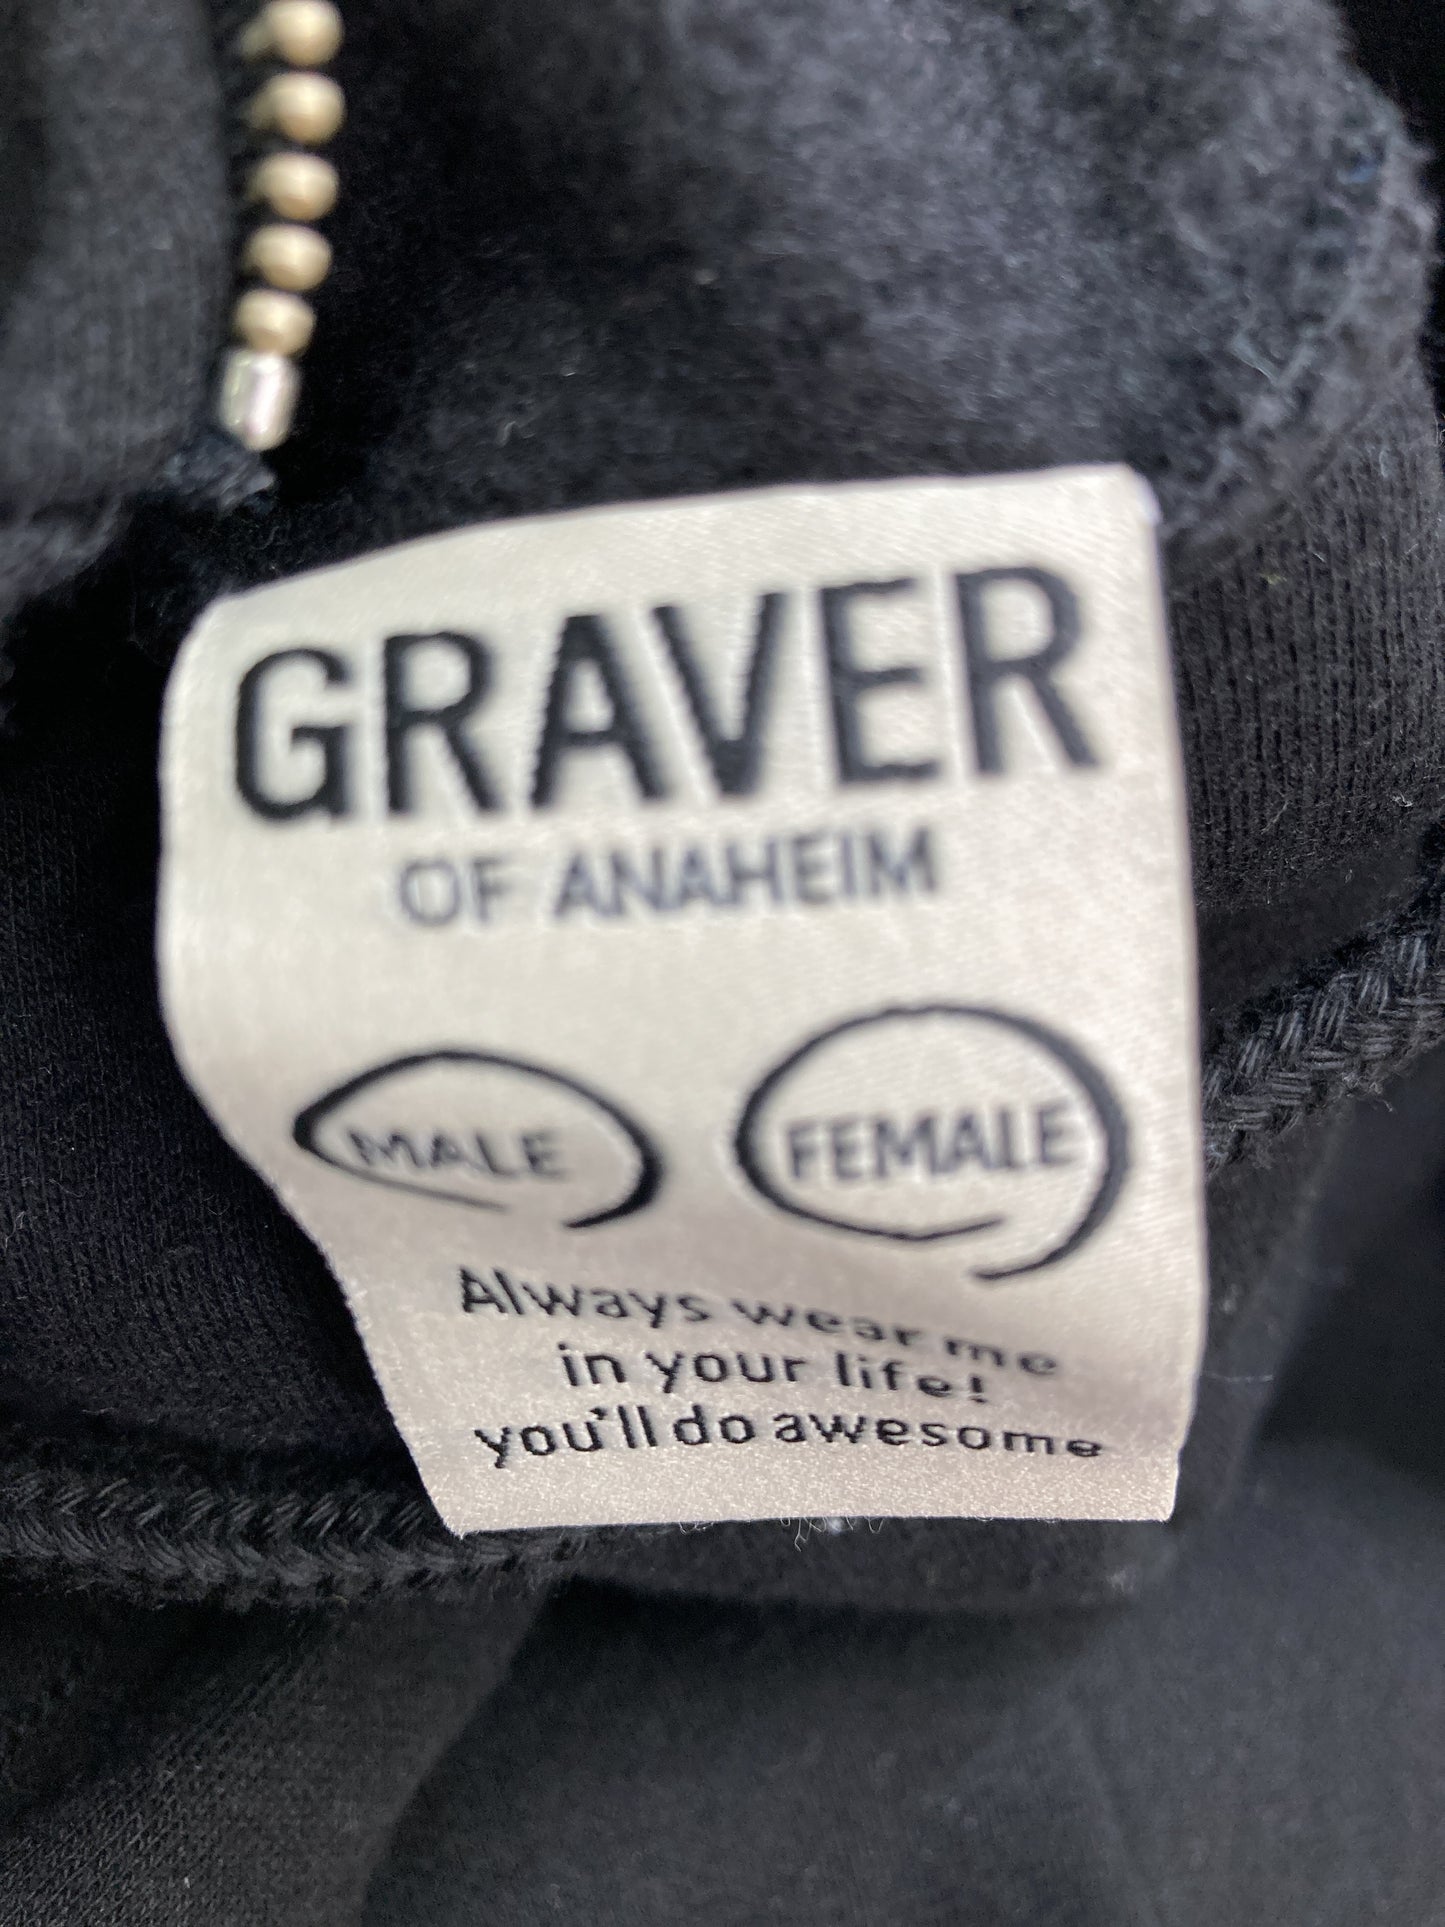 GRAVER
OF ANAHEIM
MALE FEMALE
Always wear me
in your life!
you'll do awesome